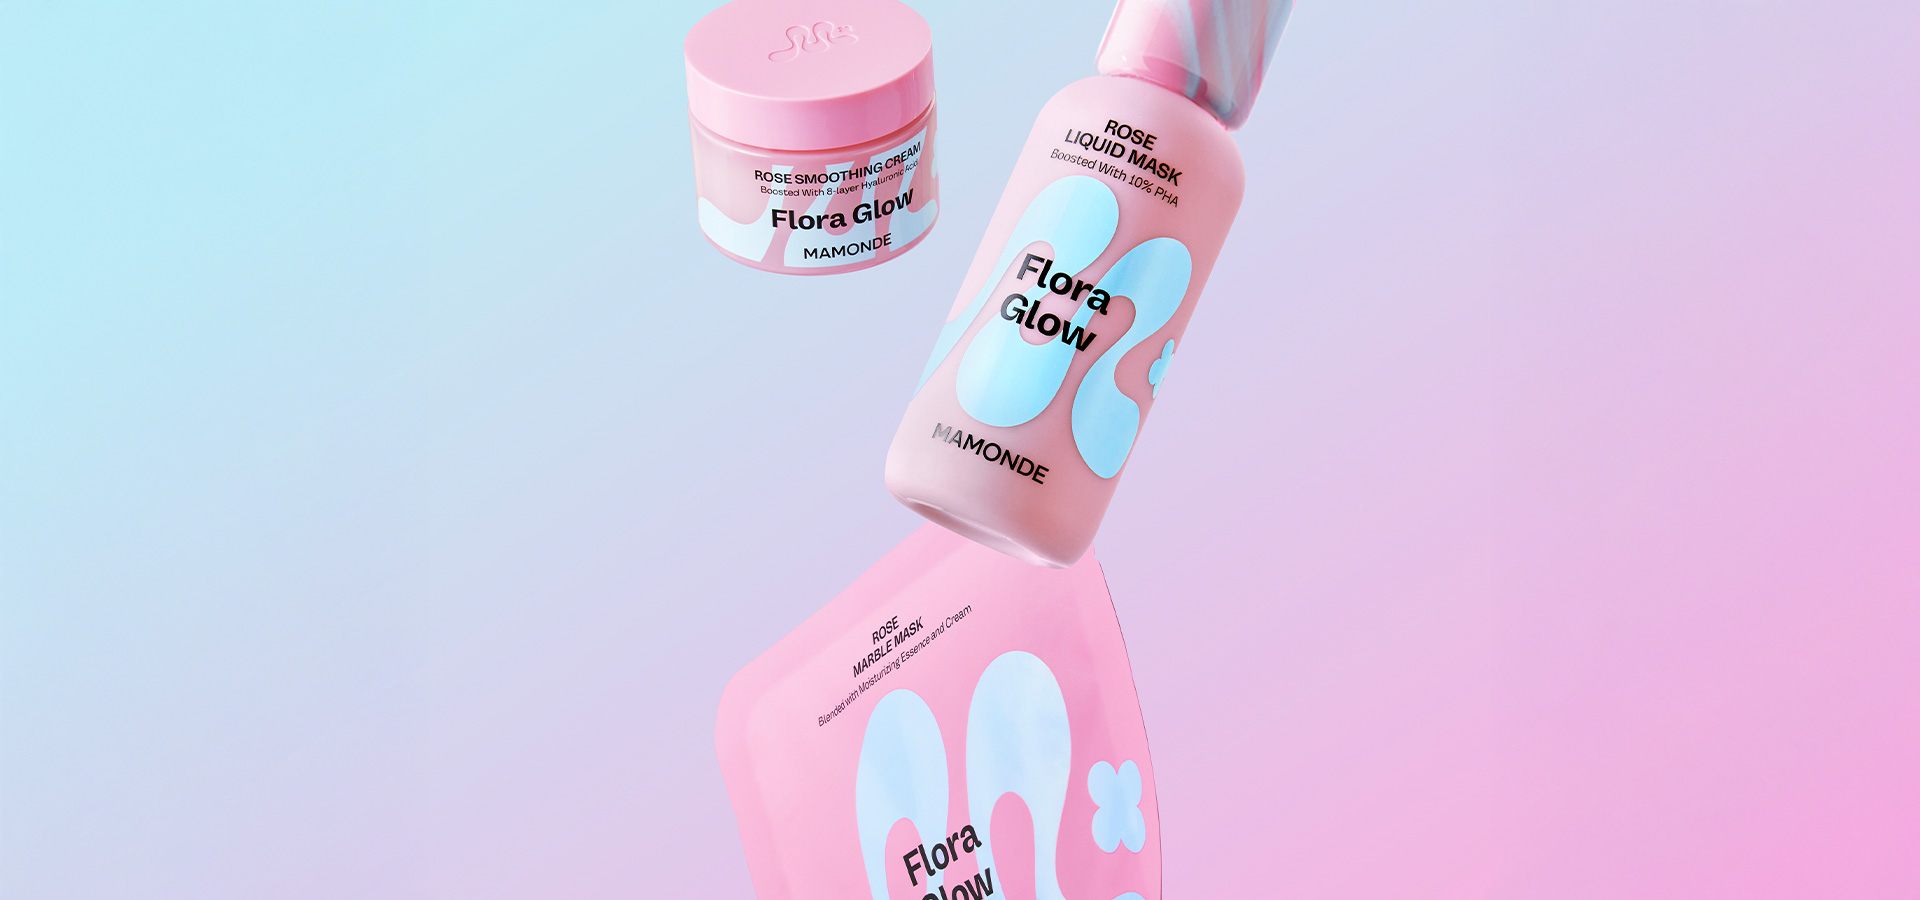 ROSE SMOOTHING CREAM
Boosted With 8-layer Hyaluronic Acid
Flora Glow
MAMONDE
ROSE
LIQUID MASK
Boosted With 10% PHA
Flora
Glow
MAMONDE
ROSE
MARBLE MASK
Blended with Moisturizing Essence and Cream
Flora
Glow